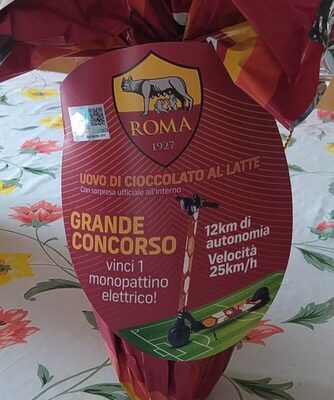 ROMA
1927
UOVO DI CIOCCOLATO AL LATTE
Con sorpresa ufficiale all'interno
GRANDE
CONCORSO
vinci 1
monopattino
elettrico!
12km di
autonomia
Velocità
25km/h